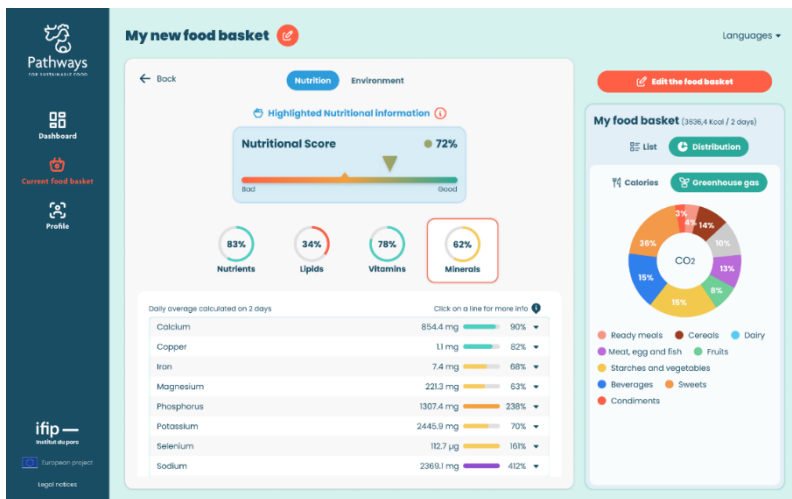 Pathways
FOR SUSTAINABLE FOOD
Dashboard
Current food basket
Profile
ifip
Institut du porc
European project
Legal notices
My new food basket
Languages
Back
Nutrition
Environment
Highlighted Nutritional information
Nutritional Score
72%
Bad
Good
83%
Nutrients
34%
Lipids
78%
Vitamins
62%
Minerals
Daily average calculated on 2 days
Click on a line for more info
Calcium 854.4 mg 90%
Copper 1.1 mg 82%
Iron 7.4 mg 68%
Magnesium 221.3 mg 63%
Phosphorus 1307.4 mg 238%
Potassium 2445.9 mg 70%
Selenium 112.7 µg 161%
Sodium 2369.1 mg 412%
Edit the food basket
My food basket (3636,4 Kcal / 2 days)
List
Distribution
Calories
Greenhouse gas
3%
4%
14%
10%
13%
8%
15%
15%
36%
CO2
Ready meals Cereals Dairy
Meat, egg and fish Fruits
Starches and vegetables
Beverages Sweets
Condiments